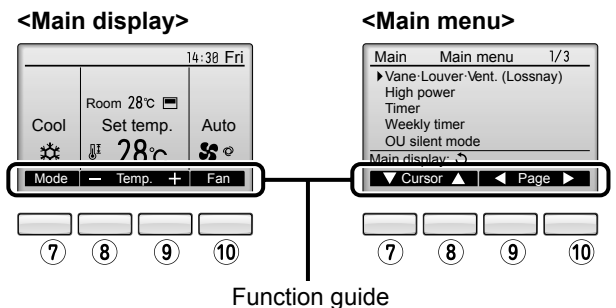 <Main display>
14:30 Fri
Room 28℃
Cool Set temp. Auto
28℃
Mode − Temp. + Fan
⑦ ⑧ ⑨ ⑩
<Main menu>
Main Main menu 1/3
▶Vane·Louver·Vent. (Lossnay)
High power
Timer
Weekly timer
OU silent mode
Main display: ↺
▼ Cursor ▲ ◀ Page ▶
⑦ ⑧ ⑨ ⑩
Function guide